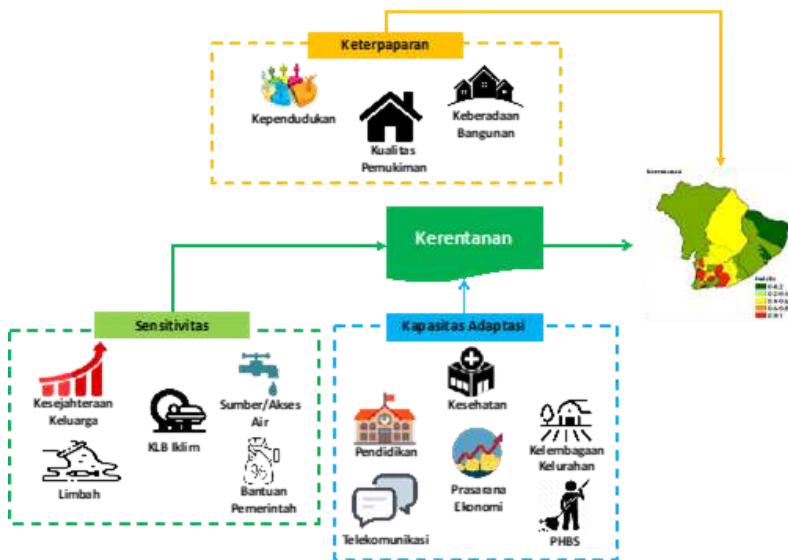 Keterpaparan
Kependudukan
Kualitas
Pemukiman
Keberadaan
Bangunan
Kerentanan
Sensitivitas
Kesejahteraan
Keluarga
KLB Iklim
Sumber/Akses
Air
Limbah
Bantuan
Pemerintah
Kapasitas Adaptasi
Kesehatan
Pendidikan
Prasarana
Ekonomi
Kelembagaan
Kelurahan
Telekomunikasi
PHBS